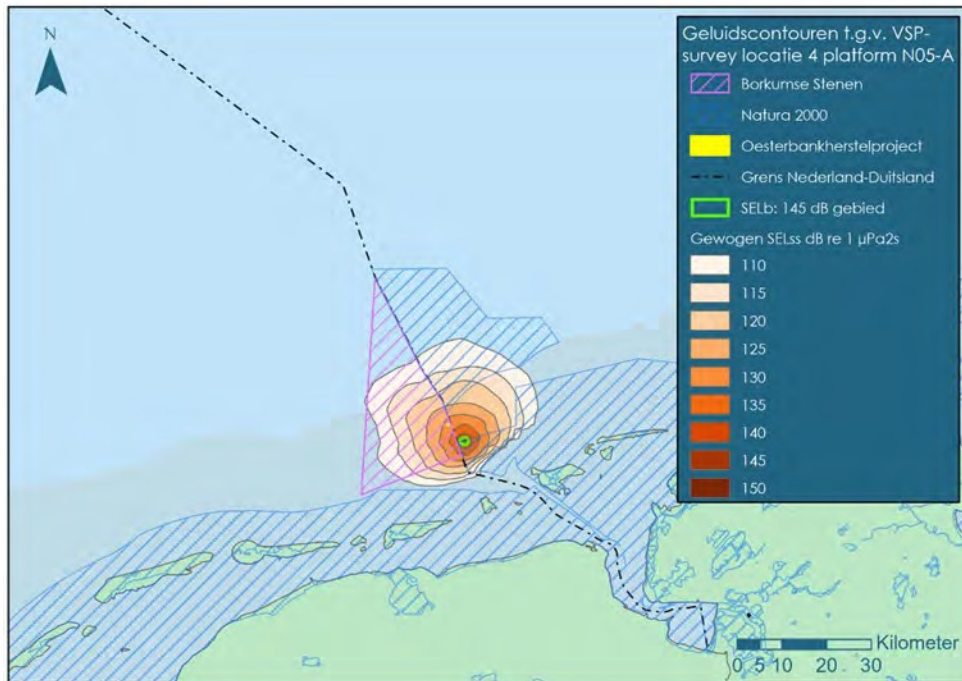 N
Geluidscontouren t.g.v. VSP-
survey locatie 4 platform N05-A
Borkumse Stenen
Natura 2000
Oesterbankherstelproject
Grens Nederland-Duitsland
SELb: 145 dB gebied
Gewogen SELss dB re 1 µPa2s
110
115
120
125
130
135
140
145
150
Kilometer
0 5 10 20 30